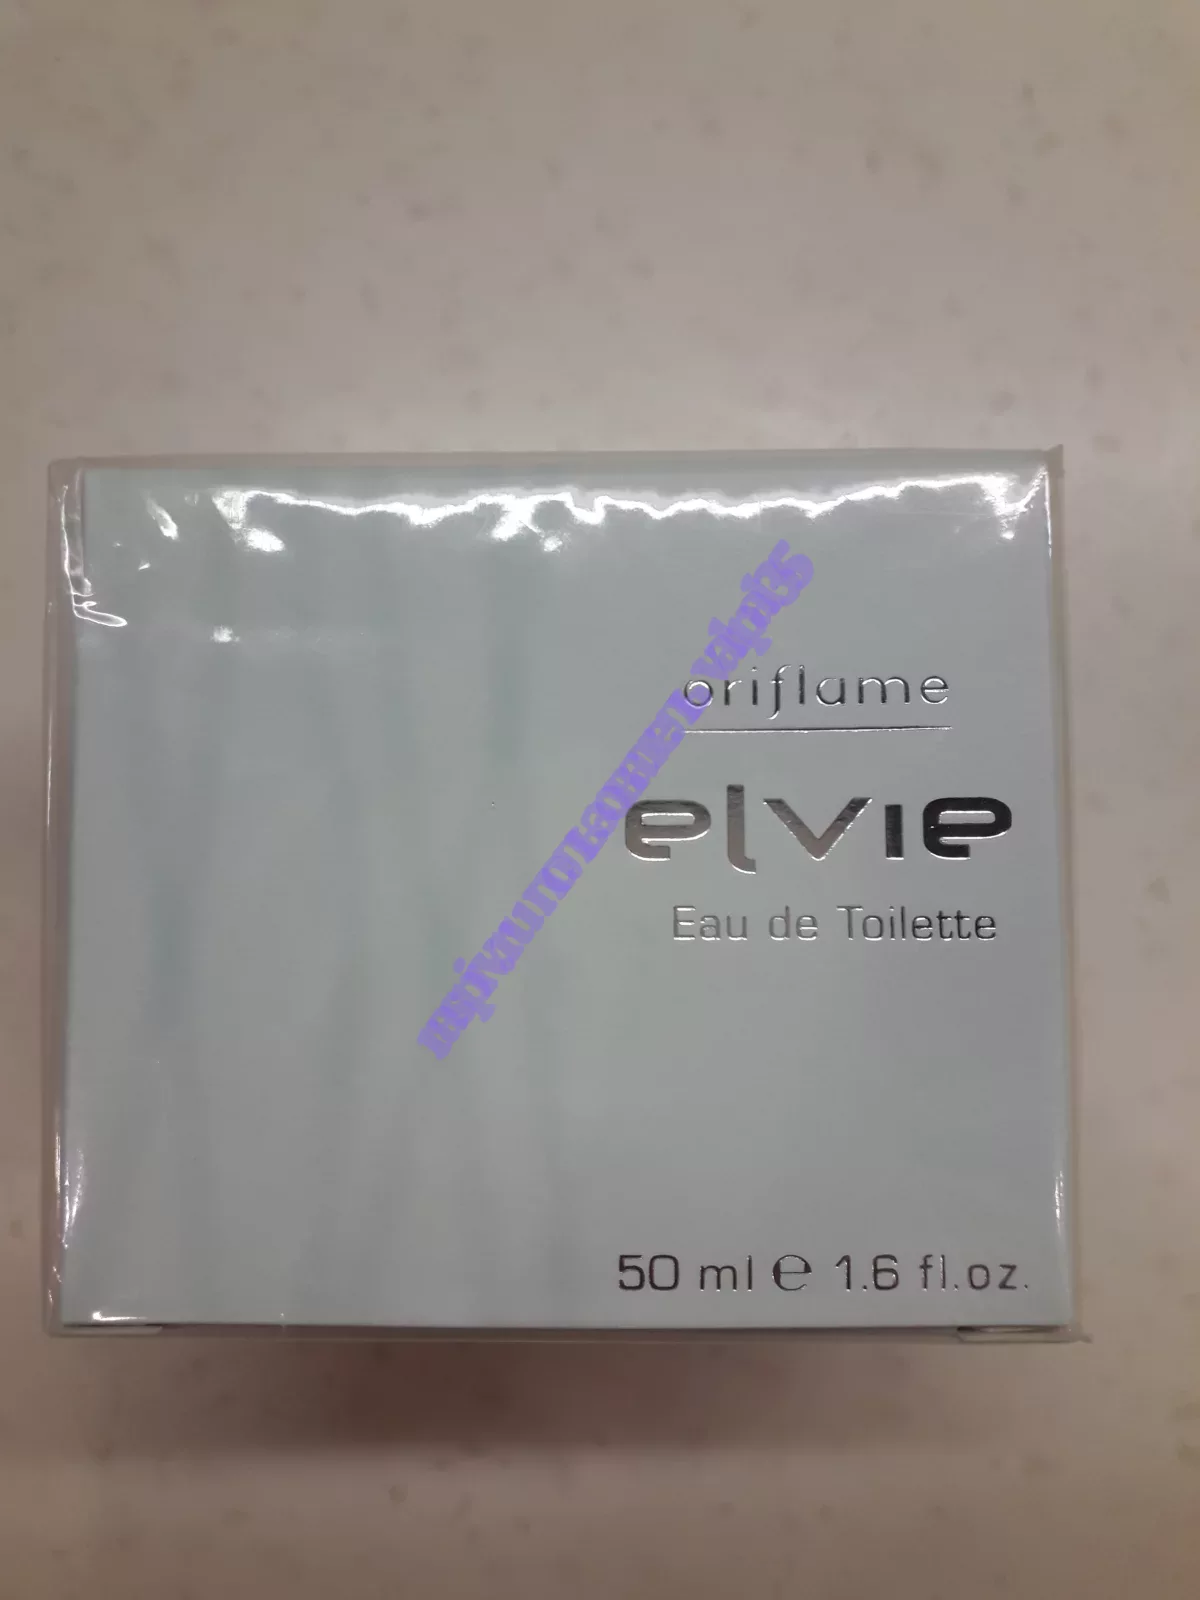 oriflame
elvie
Eau de Toilette
50 ml ℮ 1.6 fl.oz.